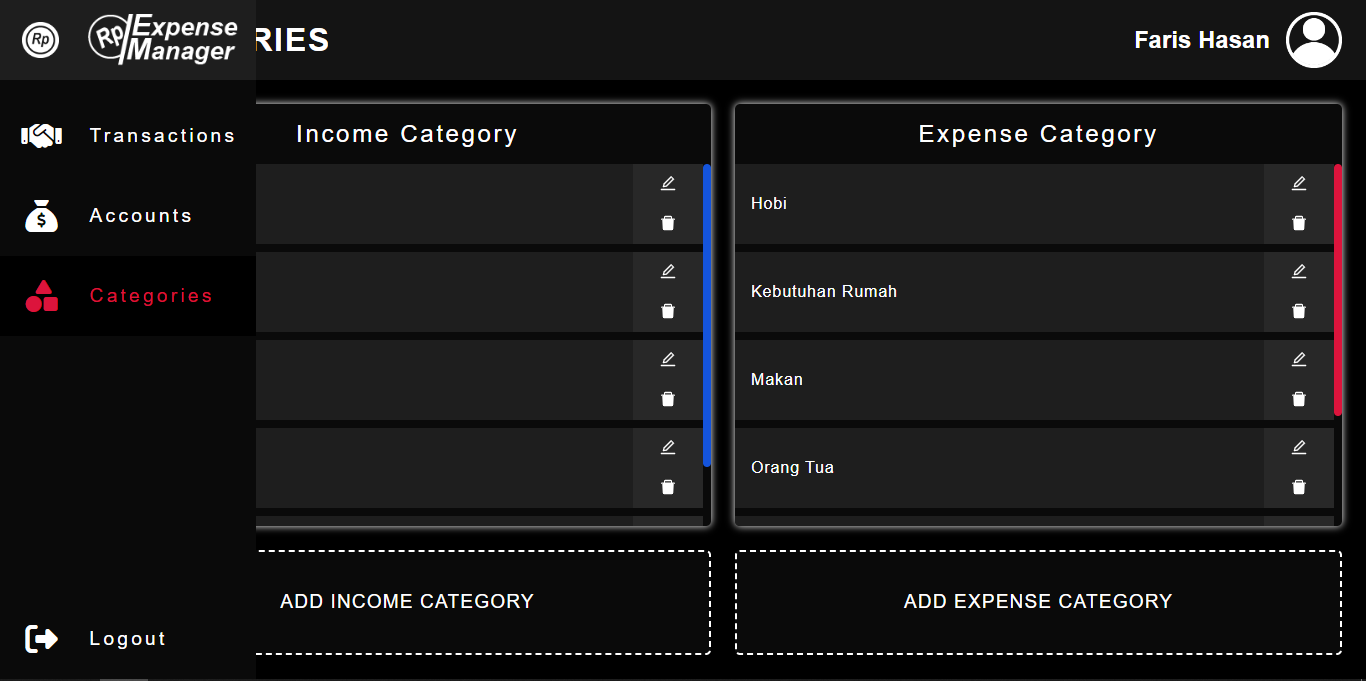 Rp
Rp Expense
Manager
RIES
Faris Hasan
Transactions
Accounts
Categories
Logout
Income Category
ADD INCOME CATEGORY
Expense Category
Hobi
Kebutuhan Rumah
Makan
Orang Tua
ADD EXPENSE CATEGORY